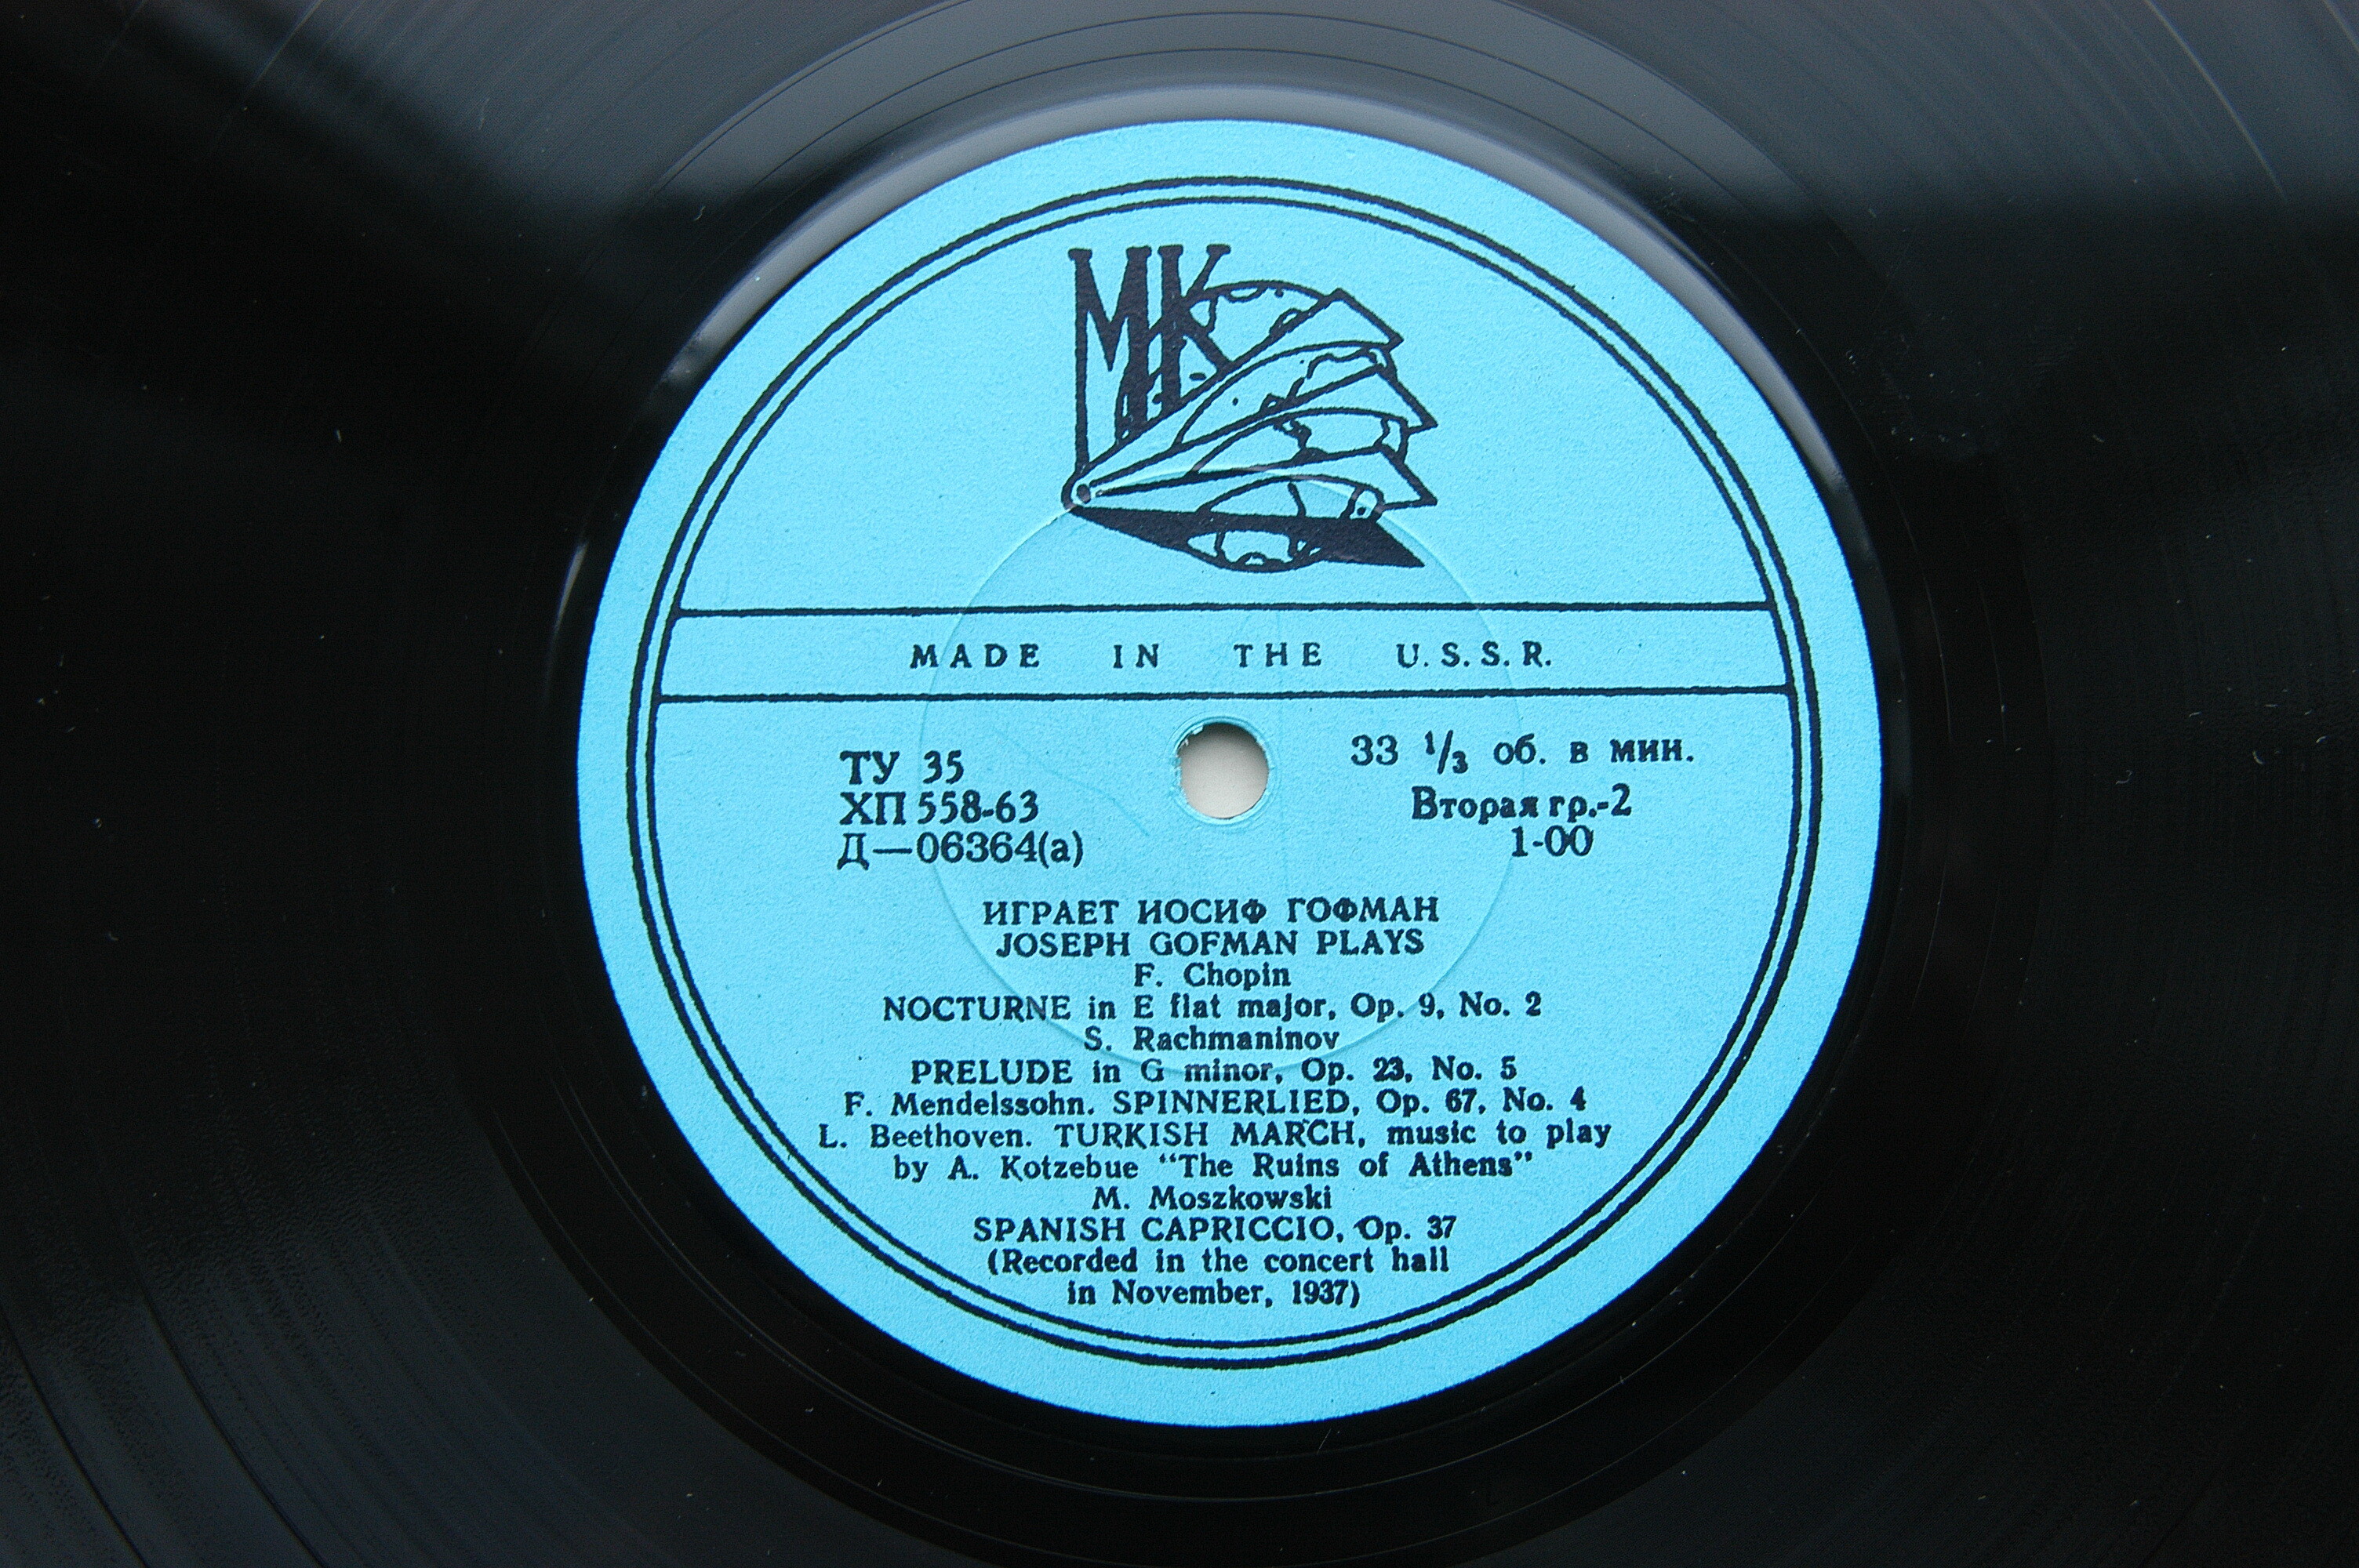 МК
MADE IN THE U.S.S.R.
ТУ 35
ХП 558-63
Д—06364(а)
33 1/3 об. в мин.
Вторая гр.-2
1-00
ИГРАЕТ ИОСИФ ГОФМАН
JOSEPH GOFMAN PLAYS
F. Chopin
NOCTURNE in E flat major, Op. 9, No. 2
S. Rachmaninov
PRELUDE in G minor, Op. 23, No. 5
F. Mendelssohn. SPINNERLIED, Op. 67, No. 4
L. Beethoven. TURKISH MARCH, music to play
by A. Kotzebue “The Ruins of Athens”
M. Moszkowski
SPANISH CAPRICCIO, Op. 37
(Recorded in the concert hall
in November, 1937)